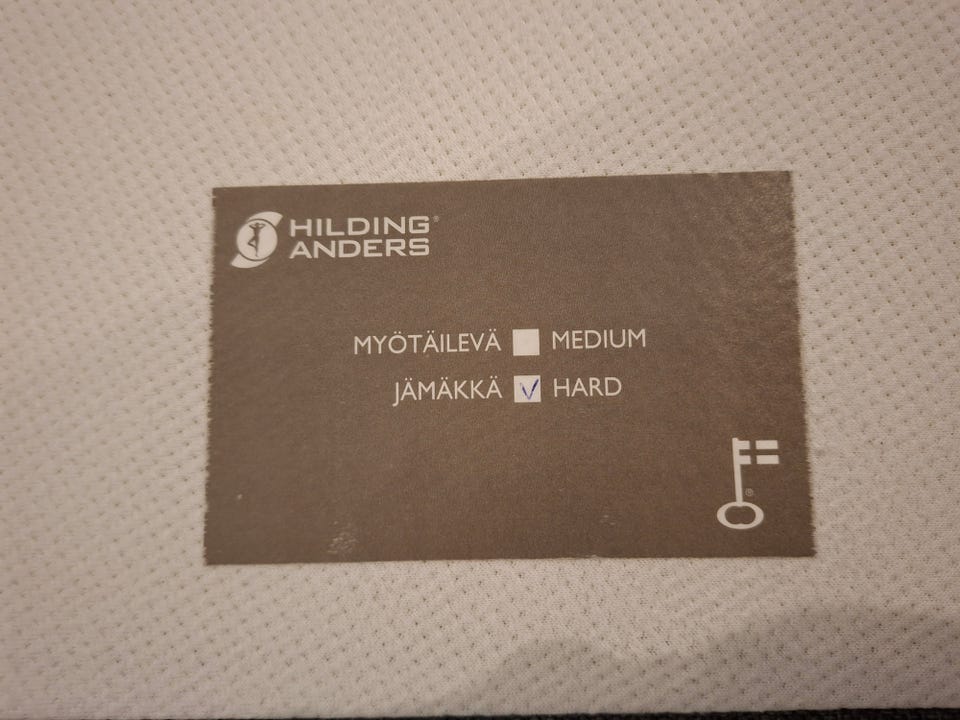 HILDING®
ANDERS
MYÖTÄILEVÄ MEDIUM
JÄMÄKKÄ HARD
®